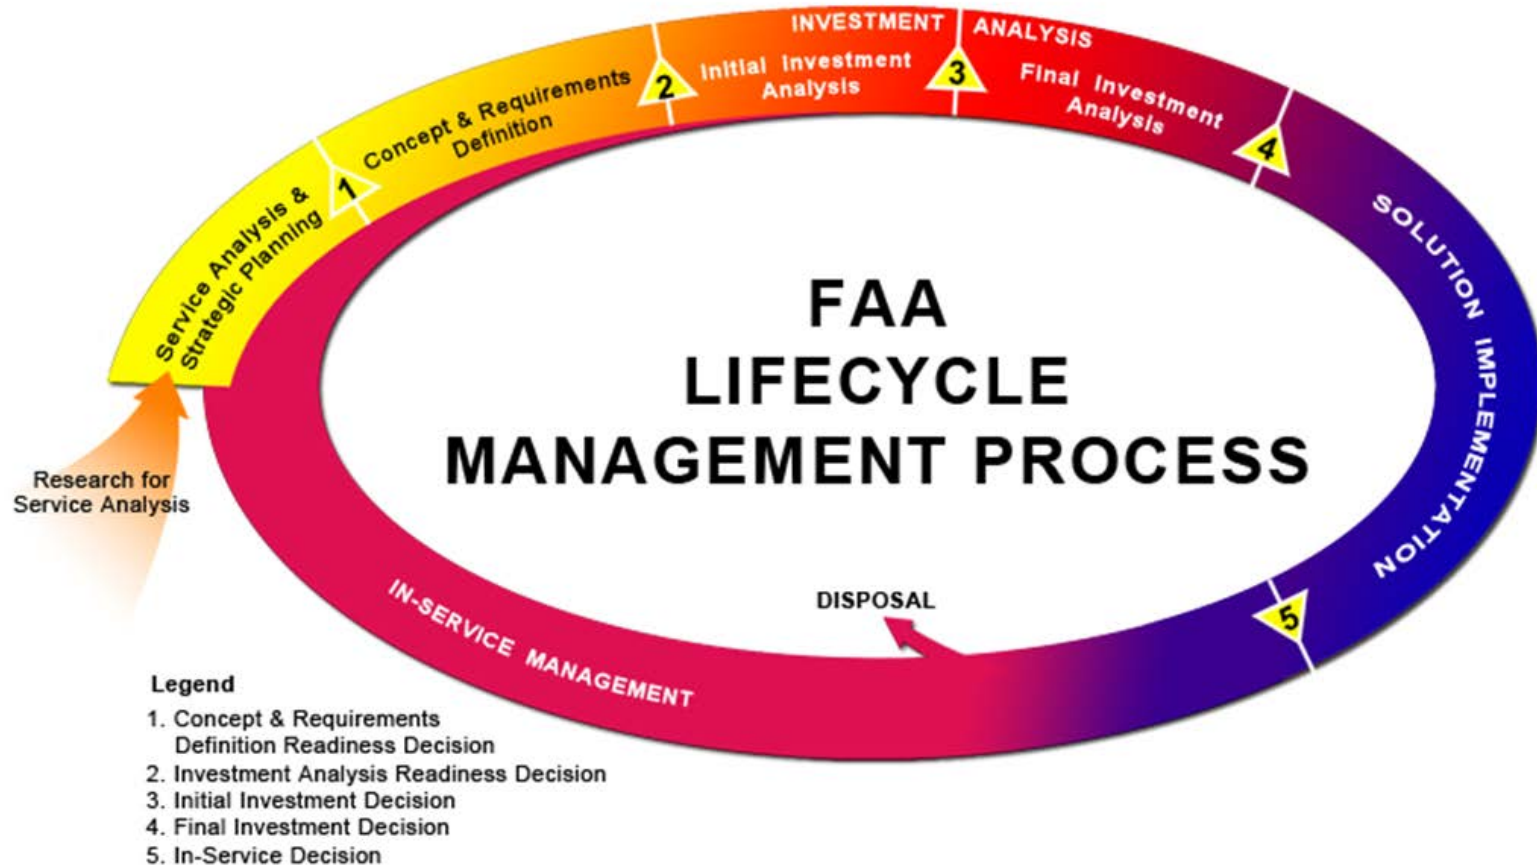 INVESTMENT ANALYSIS
Service Analysis &
Strategic Planning
1
Concept & Requirements
Definition
2
Initial Investment
Analysis
3
Final Investment
Analysis
4
SOLUTION IMPLEMENTATION
5
FAA
LIFECYCLE
MANAGEMENT PROCESS
Research for
Service Analysis
DISPOSAL
IN-SERVICE MANAGEMENT
Legend
1. Concept & Requirements
Definition Readiness Decision
2. Investment Analysis Readiness Decision
3. Initial Investment Decision
4. Final Investment Decision
5. In-Service Decision